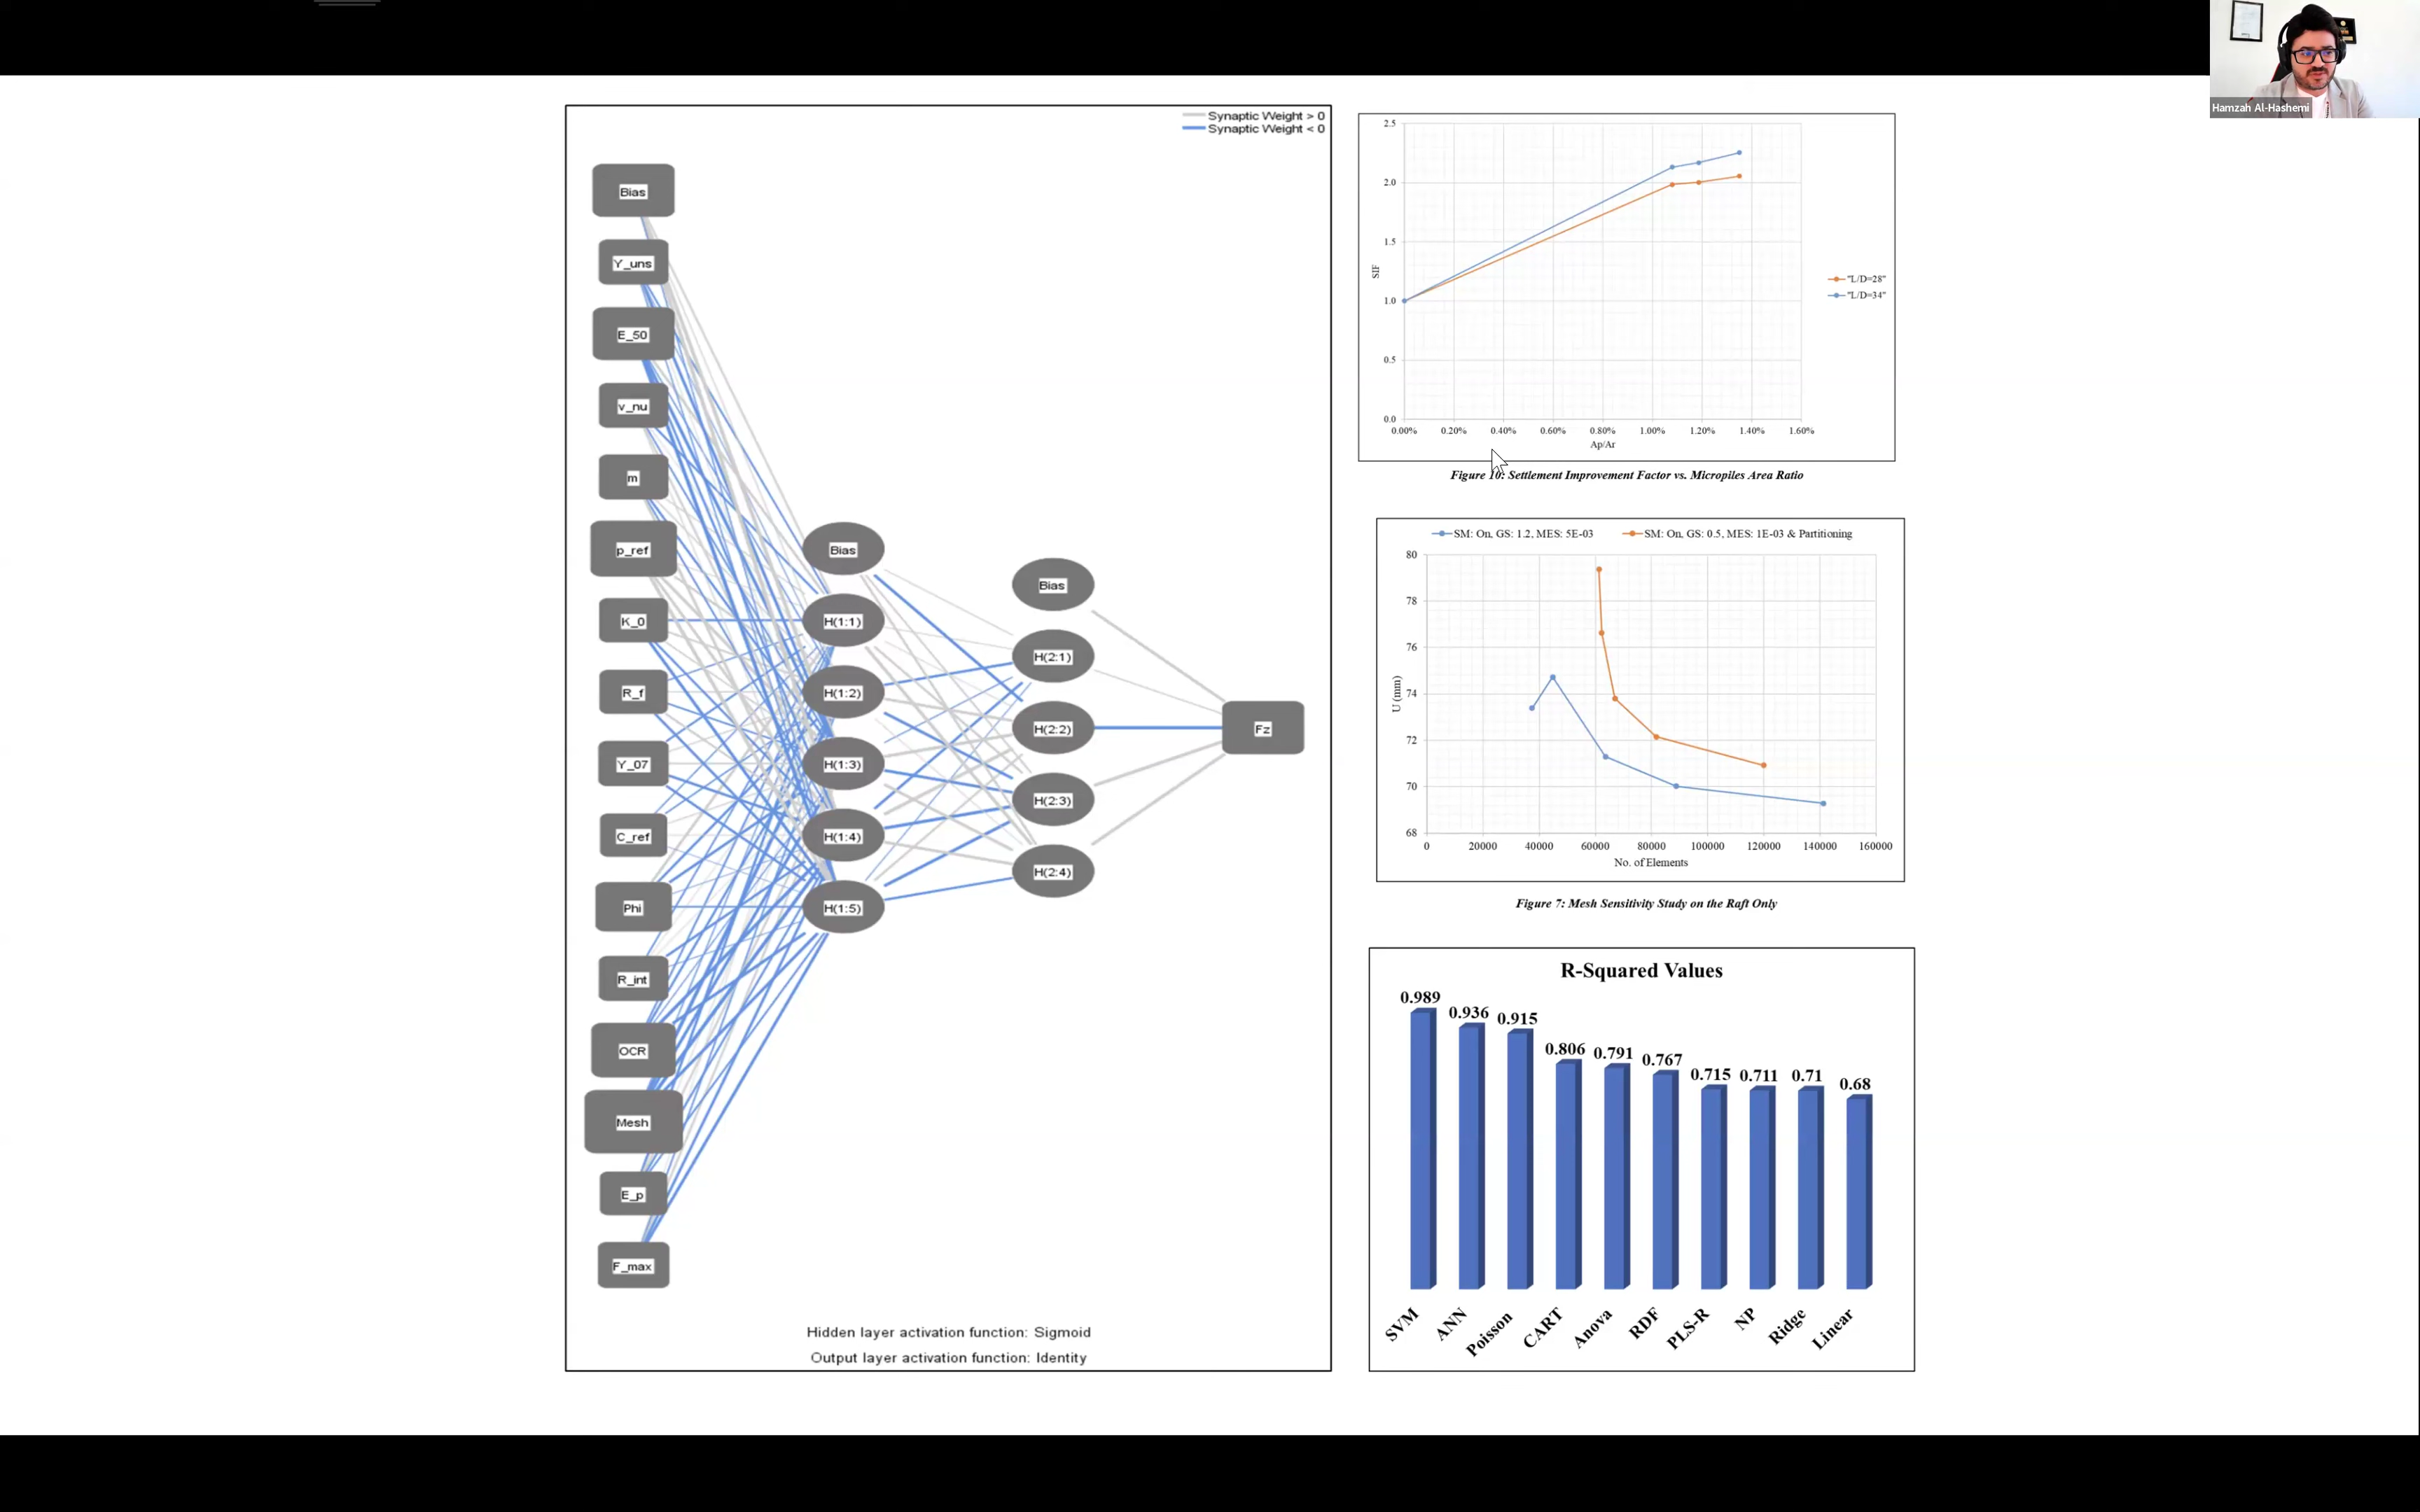 Hamzah Al-Hashemi
Synaptic Weight > 0
Synaptic Weight < 0
Bias
Y_uns
E_50
v_nu
m
p_ref
K_0
R_f
Y_07
C_ref
Phi
R_int
OCR
Mesh
E_p
F_max
Bias
H(1:1)
H(1:2)
H(1:3)
H(1:4)
H(1:5)
Bias
H(2:1)
H(2:2)
H(2:3)
H(2:4)
Fz
Hidden layer activation function: Sigmoid
Output layer activation function: Identity
2.5
2.0
1.5
1.0
0.5
0.0
SIF
0.00% 0.20% 0.40% 0.60% 0.80% 1.00% 1.20% 1.40% 1.60%
Ap/Ar
"L/D=28"
"L/D=34"
Figure 10: Settlement Improvement Factor vs. Micropiles Area Ratio
SM: On, GS: 1.2, MES: 5E-03 SM: On, GS: 0.5, MES: 1E-03 & Partitioning
80
78
76
74
72
70
68
U (mm)
0 20000 40000 60000 80000 100000 120000 140000 160000
No. of Elements
Figure 7: Mesh Sensitivity Study on the Raft Only
R-Squared Values
0.989 0.936 0.915 0.806 0.791 0.767 0.715 0.711 0.71 0.68
SVM ANN Poisson CART Anova RDF PLS-R NP Ridge Linear